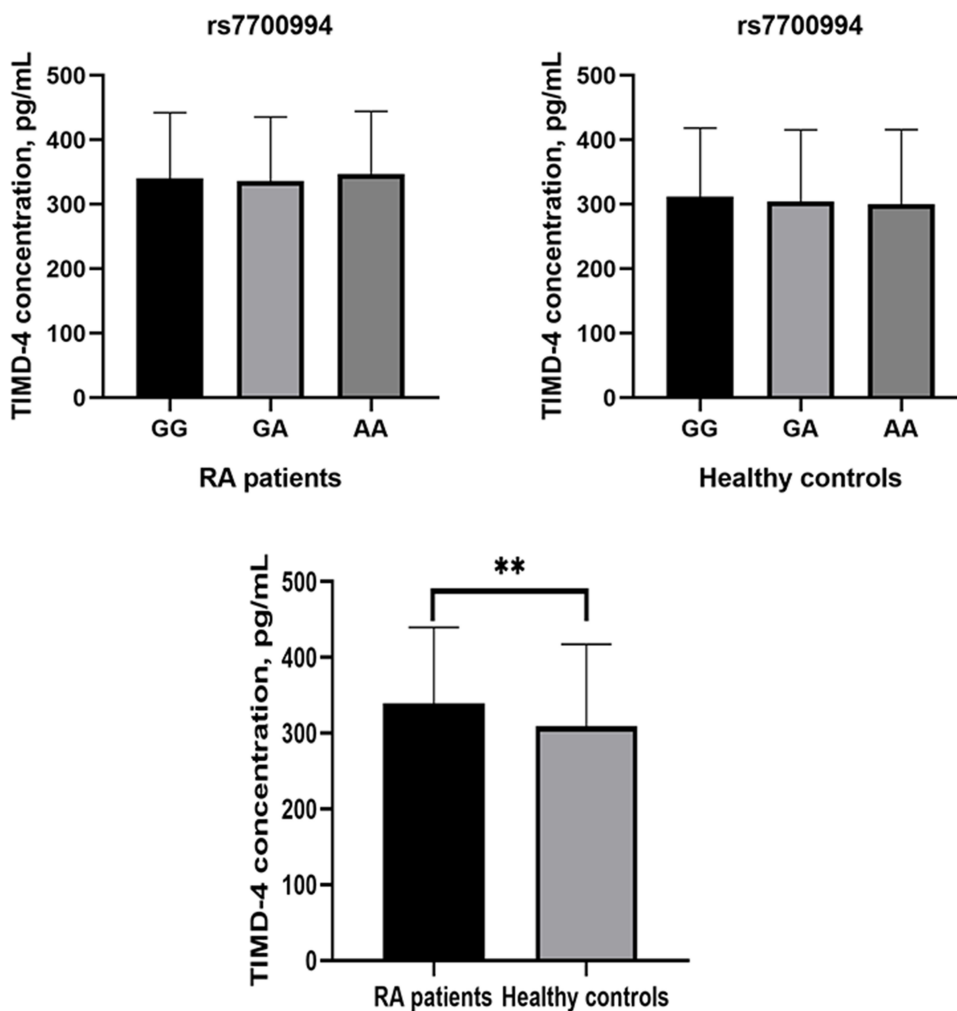 rs7700994
TIMD-4 concentration, pg/mL
500
400
300
200
100
0
GG GA AA
RA patients
rs7700994
TIMD-4 concentration, pg/mL
500
400
300
200
100
0
GG GA AA
Healthy controls
TIMD-4 concentration, pg/mL
500
400
300
200
100
0
**
RA patients Healthy controls